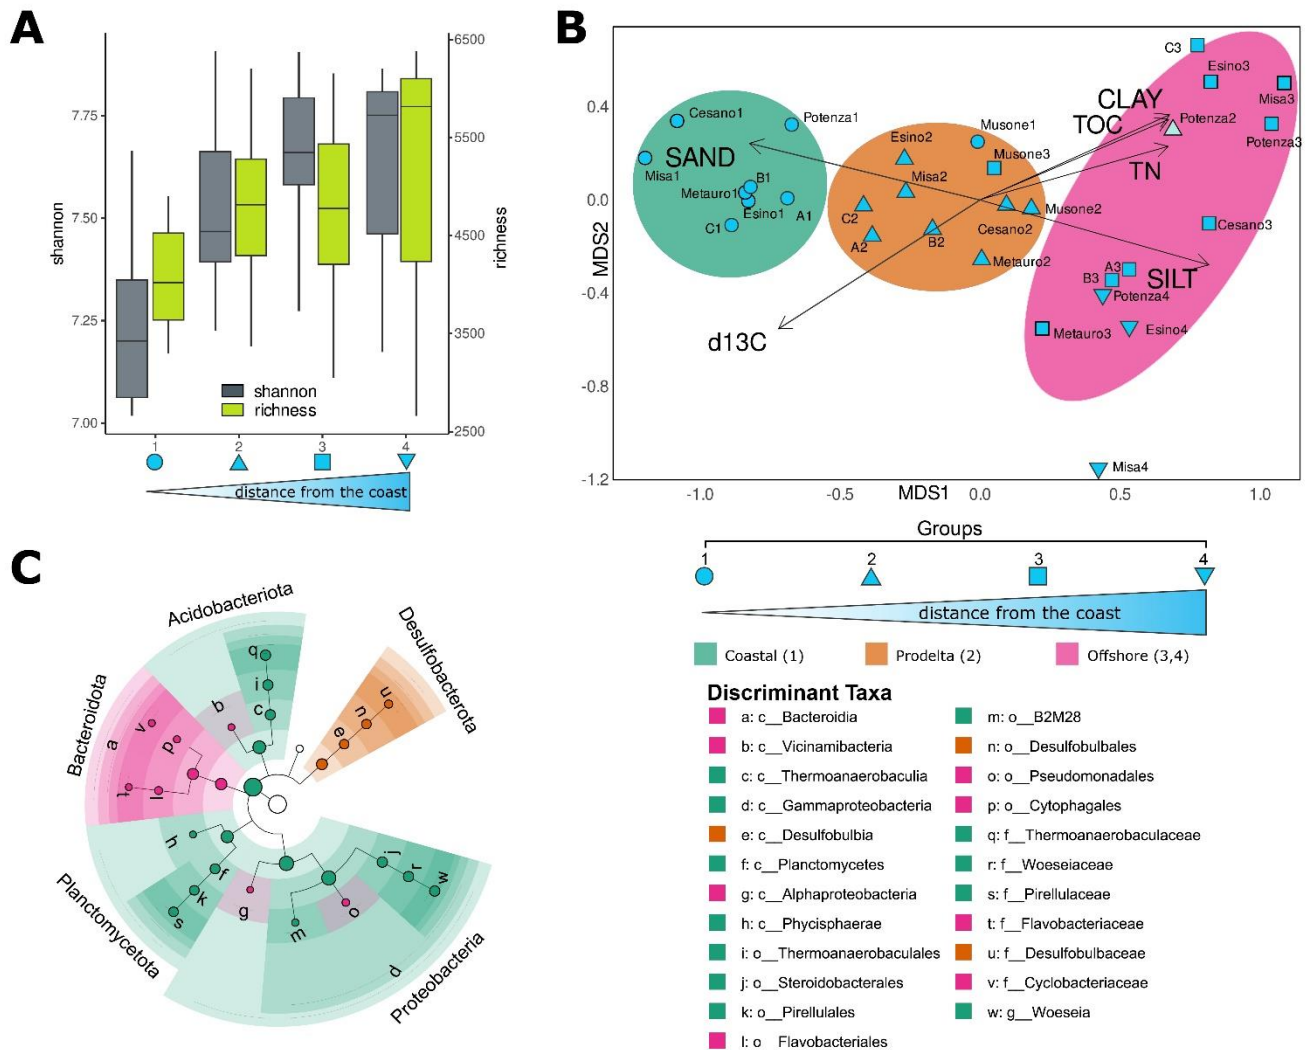 A
shannon
7.75
7.50
7.25
7.00
6500
5500
4500
3500
2500
richness
shannon
richness
1 2 3 4
distance from the coast
B
MDS2
0.4
0.0
-0.4
-0.8
-1.2
-1.0 -0.5 0.0 0.5 1.0
MDS1
Cesano1
Potenza1
SAND
Misa1
B1
Metauro1
Esino1
A1
C1
Esino2
Musone1
Musone3
Misa2
C2
A2
B2
Cesano2
Musone2
Metauro2
d13C
C3
Esino3
Misa3
CLAY
TOC
Potenza2
Potenza3
TN
Cesano3
A3
B3
SILT
Potenza4
Metauro3
Esino4
Misa4
Groups
1 2 3 4
distance from the coast
Coastal (1)
Prodelta (2)
Offshore (3,4)
C
Acidobacteriota
Desulfobacterota
Bacteroidota
Planctomycetota
Proteobacteria
q
i
c
b
u
n
e
a
v
p
t
l
h
f
k
s
g
m
o
j
r
w
d
Discriminant Taxa
a: c__Bacteroidia
b: c__Vicinamibacteria
c: c__Thermoanaerobaculia
d: c__Gammaproteobacteria
e: c__Desulfobulbia
f: c__Planctomycetes
g: c__Alphaproteobacteria
h: c__Phycisphaerae
i: o__Thermoanaerobaculales
j: o__Steroidobacterales
k: o__Pirellulales
l: o__Flavobacteriales
m: o__B2M28
n: o__Desulfobulbales
o: o__Pseudomonadales
p: o__Cytophagales
q: f__Thermoanaerobaculaceae
r: f__Woeseiaceae
s: f__Pirellulaceae
t: f__Flavobacteriaceae
u: f__Desulfobulbaceae
v: f__Cyclobacteriaceae
w: g__Woeseia